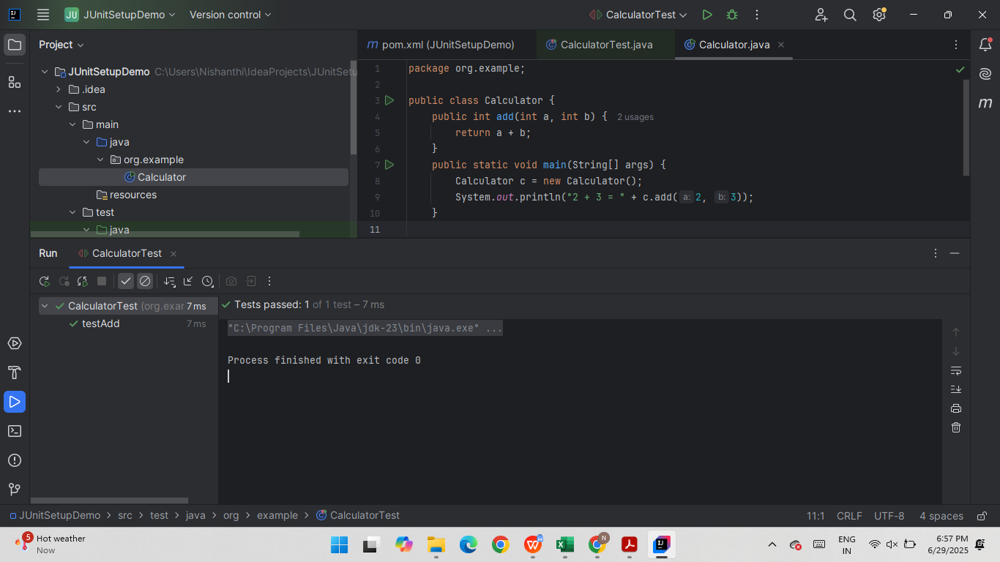 JU JUnitSetupDemo Version control CalculatorTest
Project
pom.xml (JUnitSetupDemo) CalculatorTest.java Calculator.java
JUnitSetupDemo C:\Users\Nishanthi\IdeaProjects\JUnitSetu
.idea
src
main
java
org.example
Calculator
resources
test
java
1 package org.example;
2
3 public class Calculator {
4 public int add(int a, int b) { 2 usages
5 return a + b;
6 }
7 public static void main(String[] args) {
8 Calculator c = new Calculator();
9 System.out.println("2 + 3 = " + c.add( a: 2, b: 3));
10 }
11
Run CalculatorTest
CalculatorTest (org.exar 7 ms
testAdd 7 ms
Tests passed: 1 of 1 test – 7 ms
"C:\Program Files\Java\jdk-23\bin\java.exe" ...
Process finished with exit code 0
JUnitSetupDemo > src > test > java > org > example > CalculatorTest
11:1 CRLF UTF-8 4 spaces
5 Hot weather
Now
N
ENG
IN
6:57 PM
6/29/2025